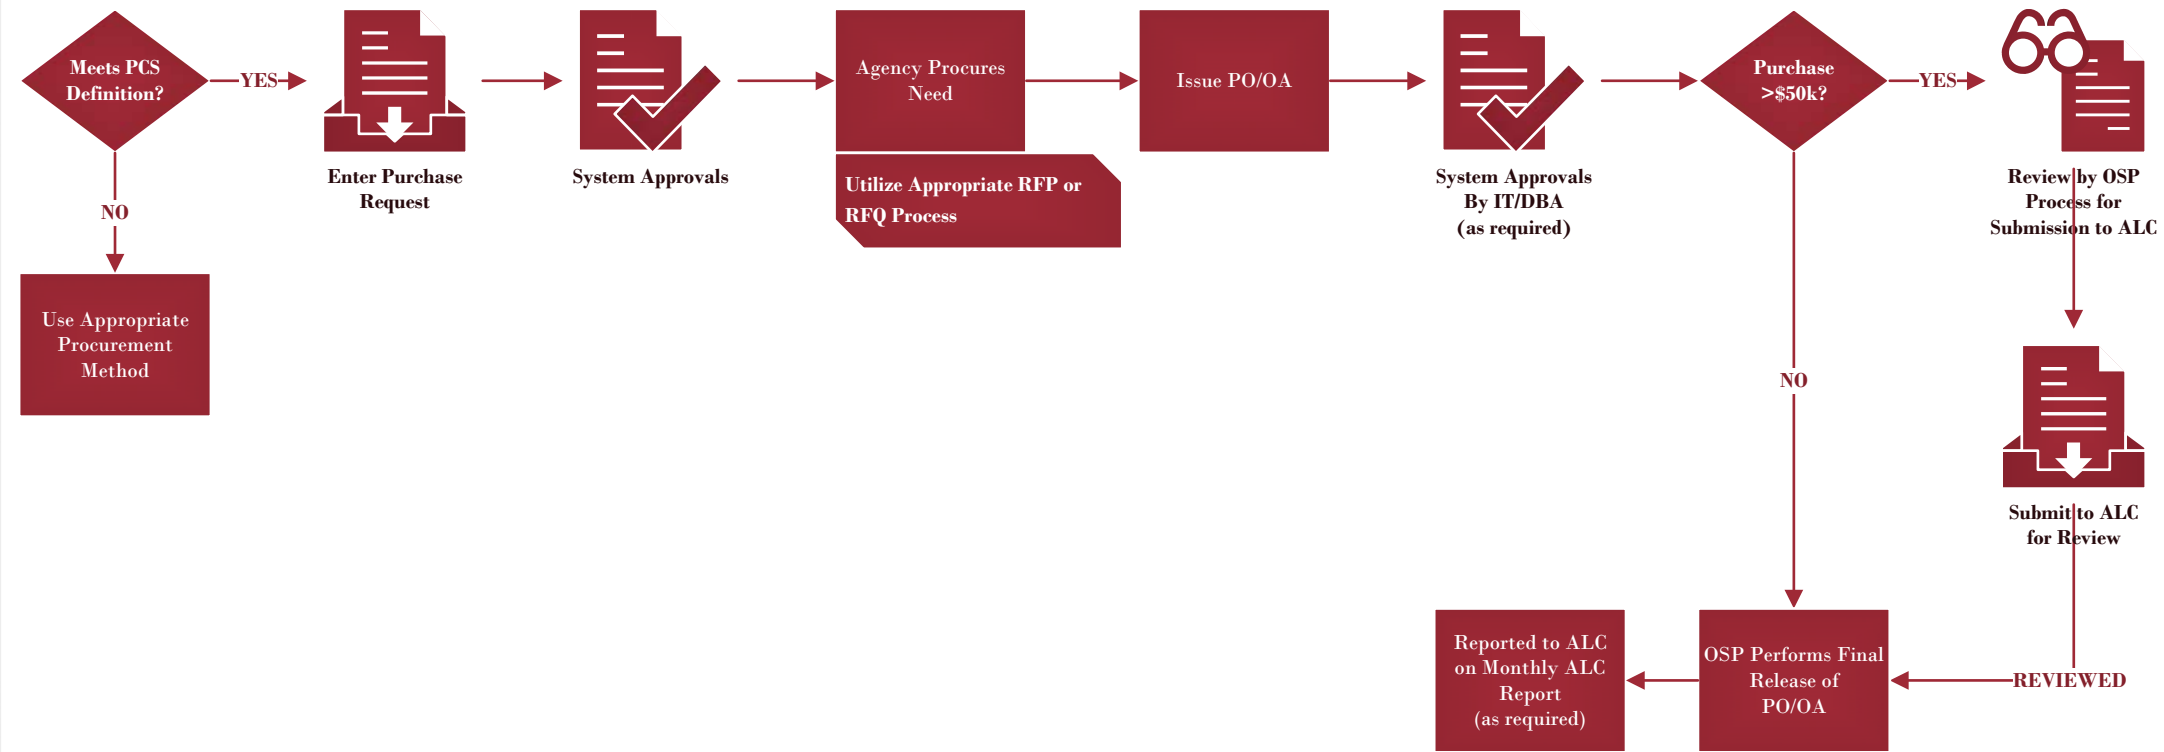 Meets PCS
Definition?
YES
Enter Purchase
Request
System Approvals
Agency Procures
Need
Utilize Appropriate RFP or
RFQ Process
Issue PO/OA
System Approvals
By IT/DBA
(as required)
Purchase
>$50k?
YES
Review by OSP
Process for
Submission to ALC
NO
Use Appropriate
Procurement
Method
NO
Submit to ALC
for Review
REVIEWED
OSP Performs Final
Release of
PO/OA
Reported to ALC
on Monthly ALC
Report
(as required)